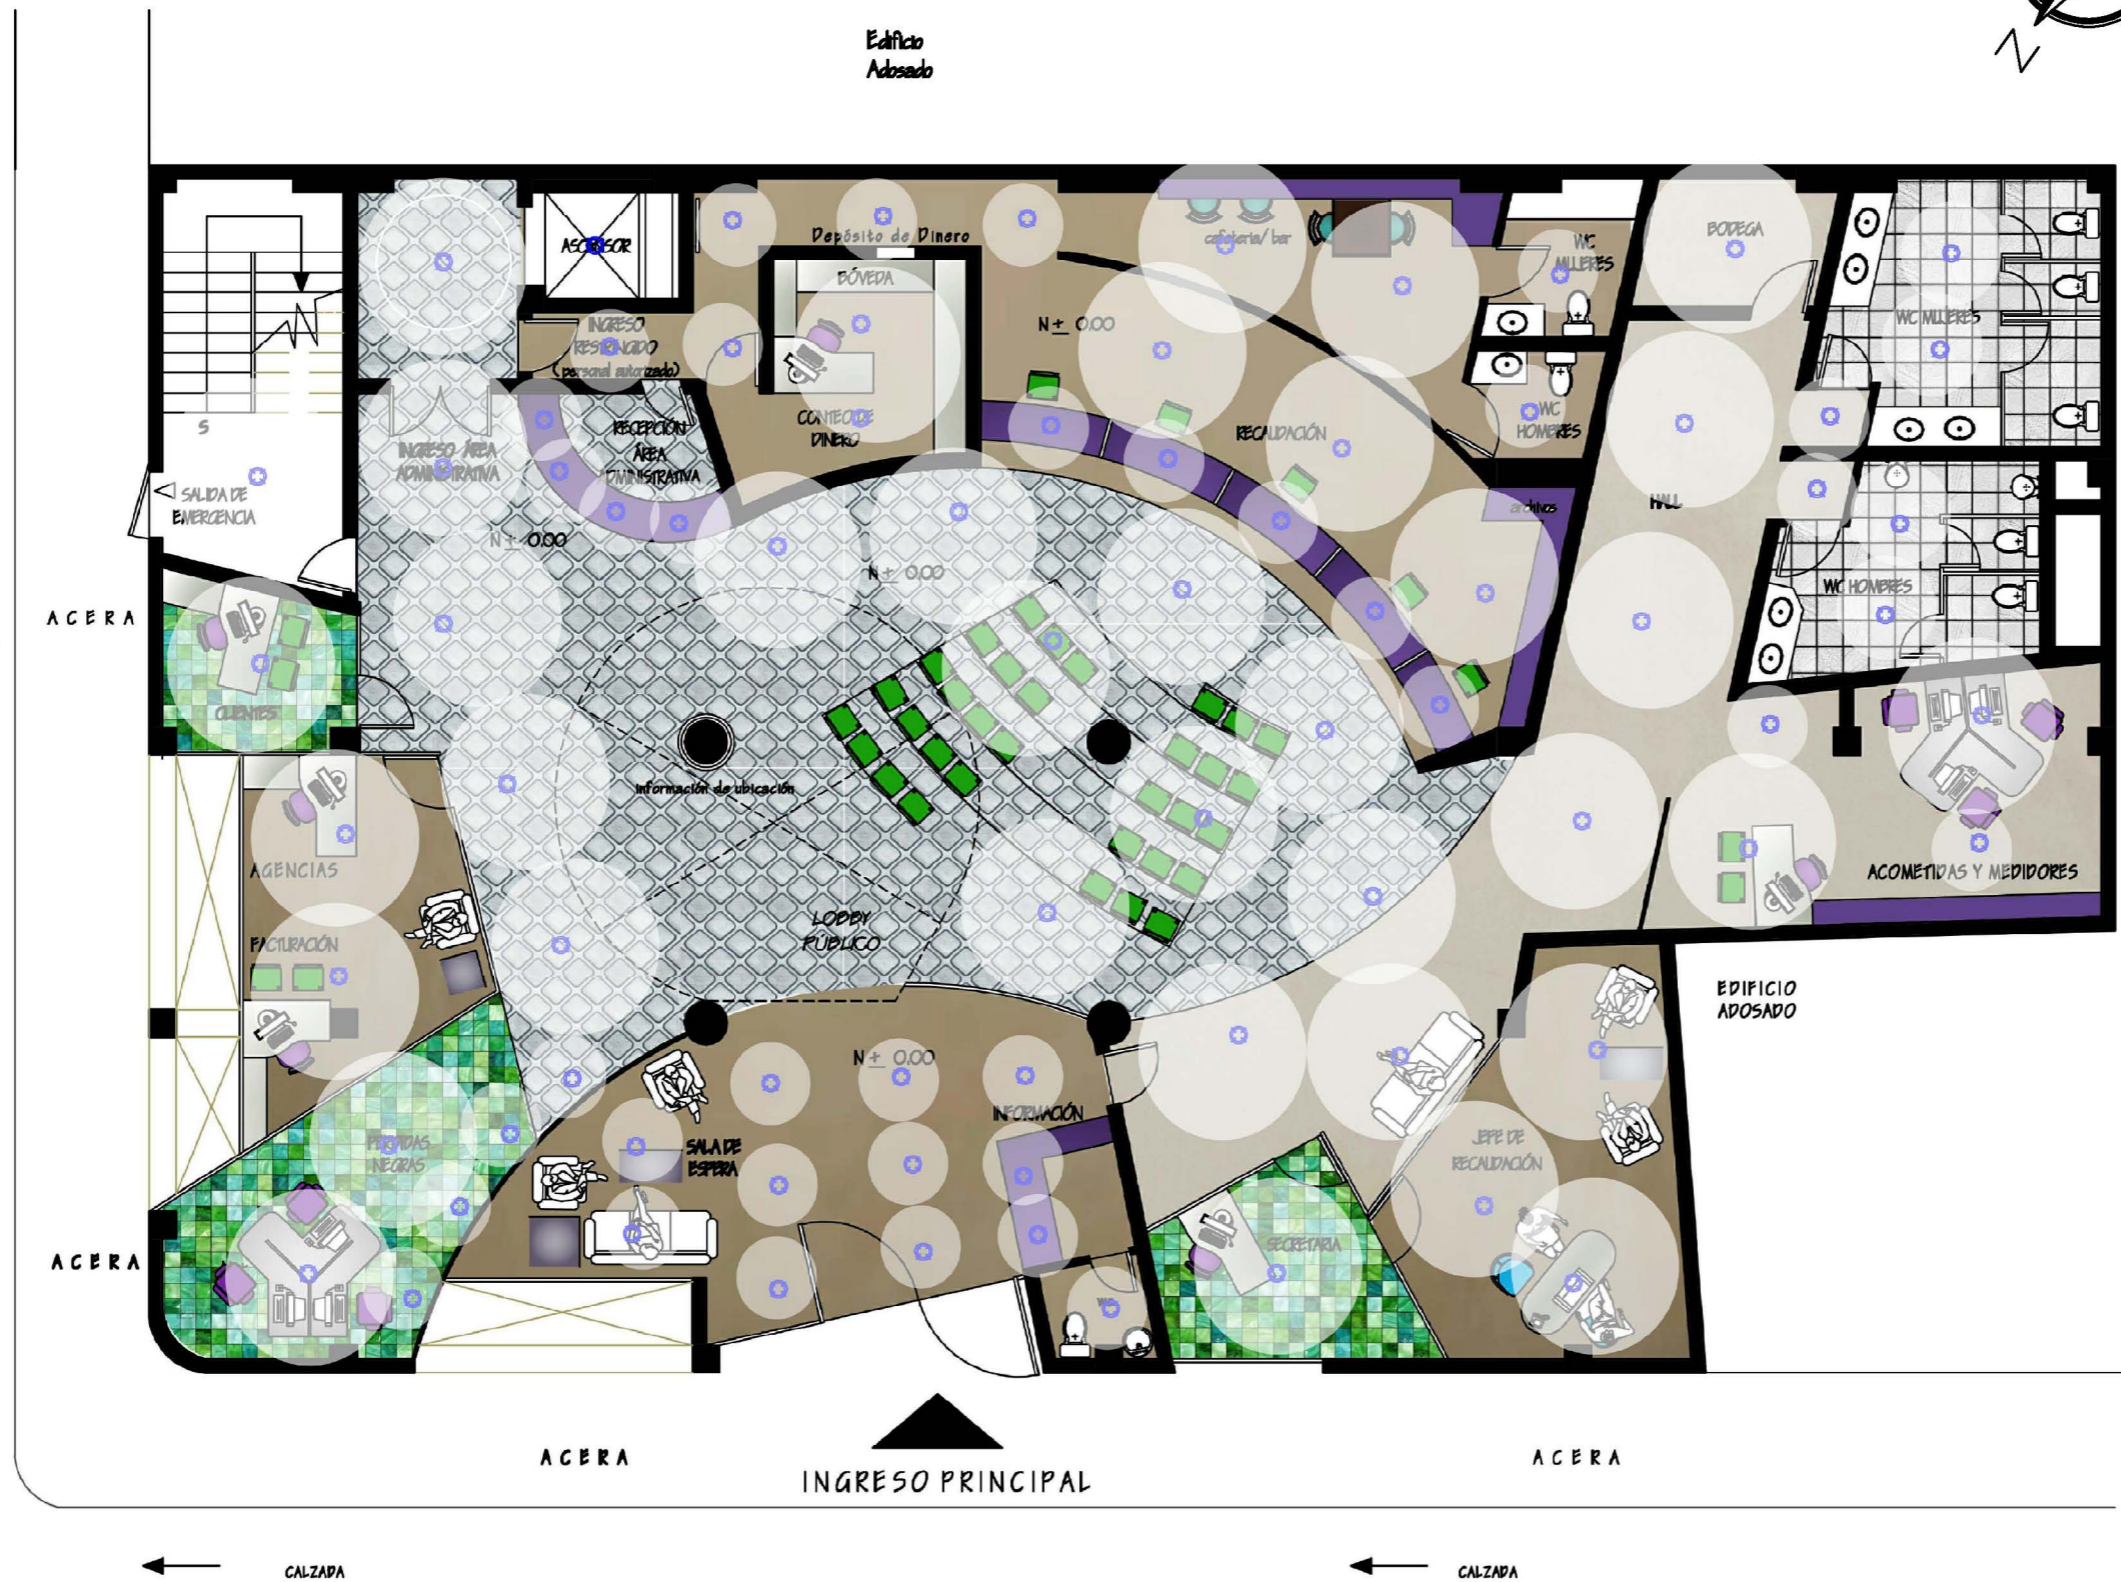 Edificio
Adosado
N
ASCENSOR
Depósito de Dinero
cafetería/ bar
WC
MUJERES
BODEGA
BÓVEDA
WC MUJERES
INGRESO
RESTRINGIDO
(personal autorizado)
N ± 0.00
S
CONTEO DE
DINERO
RECEPCIÓN
ÁREA
ADMINISTRATIVA
INGRESO ÁREA
ADMINISTRATIVA
RECAUDACIÓN
WC
HOMBRES
SALIDA DE
EMERGENCIA
archivos
HALL
N ± 0.00
N ± 0.00
WC HOMBRES
ACERA
CLIENTES
Información de ubicación
AGENCIAS
ACOMETIDAS Y MEDIDORES
LOBBY
PÚBLICO
FACTURACIÓN
EDIFICIO
ADOSADO
N ± 0.00
INFORMACIÓN
PÉRDIDAS
NEGRAS
SALA DE
ESPERA
JEFE DE
RECAUDACIÓN
ACERA
SECRETARIA
WC
ACERA
INGRESO PRINCIPAL
ACERA
CALZADA
CALZADA